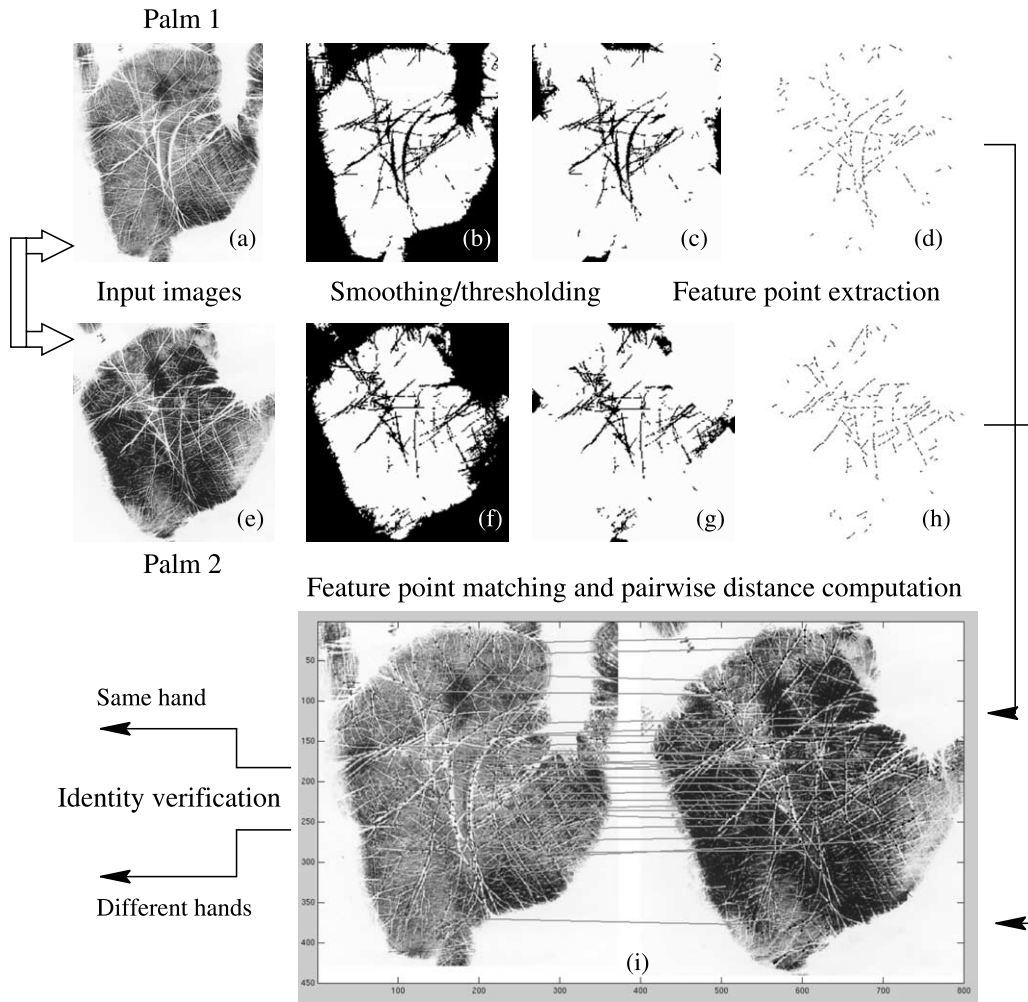 Palm 1
(a)
(b)
(c)
(d)
Input images
Smoothing/thresholding
Feature point extraction
(e)
(f)
(g)
(h)
Palm 2
Feature point matching and pairwise distance computation
Same hand
Identity verification
Different hands
50
100
150
200
250
300
350
400
450
(i)
100 200 300 400 500 600 700 800